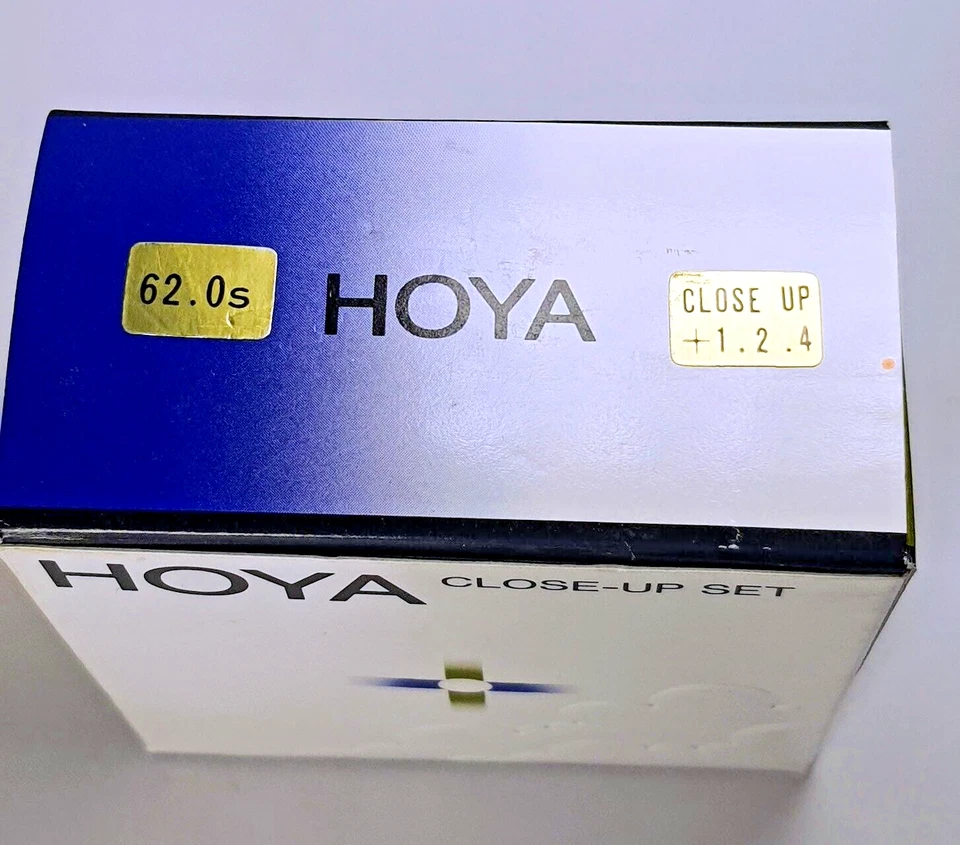 62.0s
HOYA
CLOSE UP
+1.2.4
HOYA CLOSE-UP SET